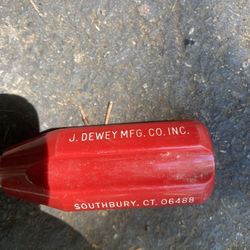 J. DEWEY MFG. CO. INC.
SOUTHBURY, CT. 06488